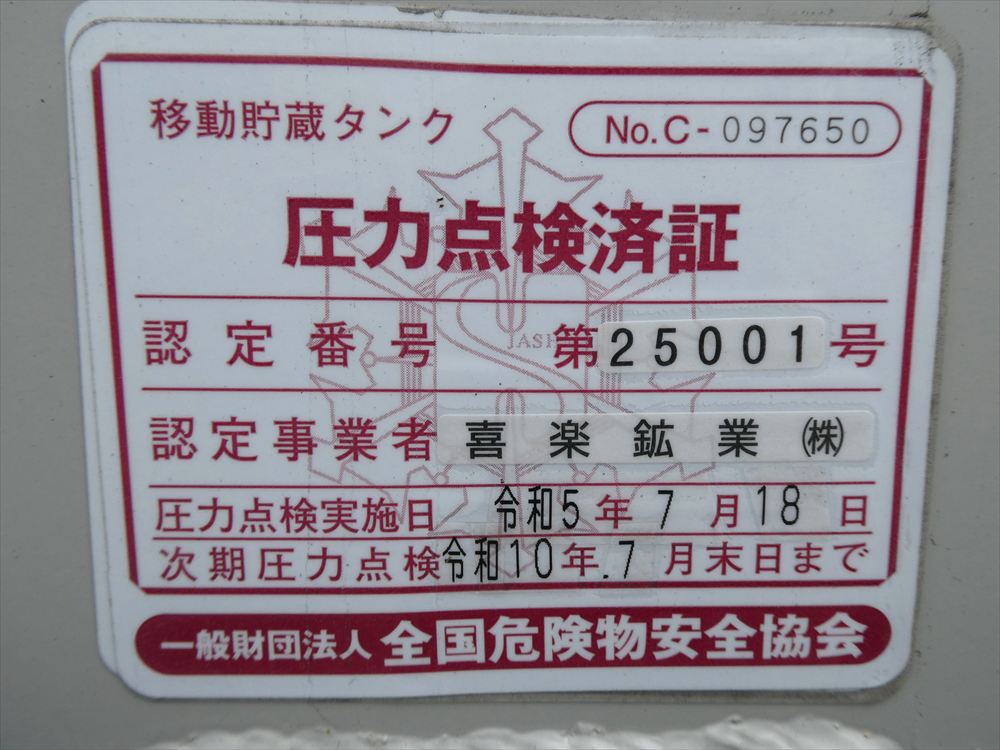 移動貯蔵タンク No.C-097650
圧力点検済証
認定番号 第25001号
認定事業者 喜楽鉱業㈱
圧力点検実施日 令和5年7月18日
次期圧力点検 令和10年7月末日まで
一般財団法人 全国危険物安全協会